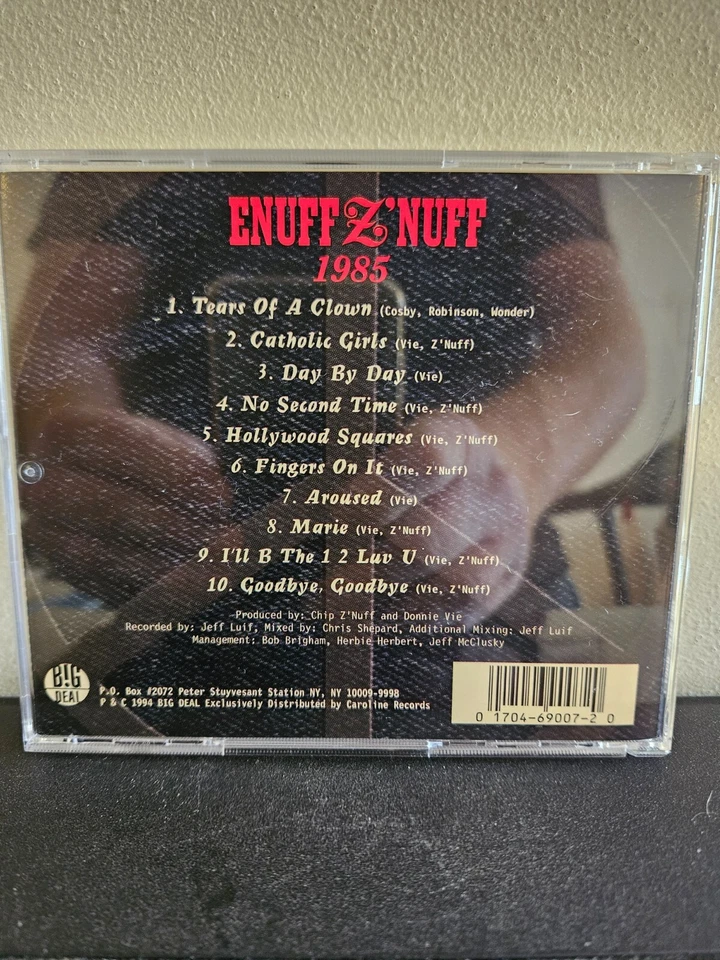 ENUFF Z'NUFF
1985
1. Tears Of A Clown (Cosby, Robinson, Wonder)
2. Catholic Girls (Vie, Z'Nuff)
3. Day By Day (Vie)
4. No Second Time (Vie, Z'Nuff)
5. Hollywood Squares (Vie, Z'Nuff)
6. Fingers On It (Vie, Z'Nuff)
7. Aroused (Vie)
8. Marie (Vie, Z'Nuff)
9. I'll B The 1 2 Luv U (Vie, Z'Nuff)
10. Goodbye, Goodbye (Vie, Z'Nuff)
Produced by: Chip Z'Nuff and Donnie Vie
Recorded by: Jeff Luif, Mixed by: Chris Shepard, Additional Mixing: Jeff Luif
Management: Bob Brigham, Herbie Herbert, Jeff McClusky
BIG
DEAL
P.O. Box #2072 Peter Stuyvesant Station NY, NY 10009-9998
P & C 1994 BIG DEAL Exclusively Distributed by Caroline Records
0 1704-69007-2 0